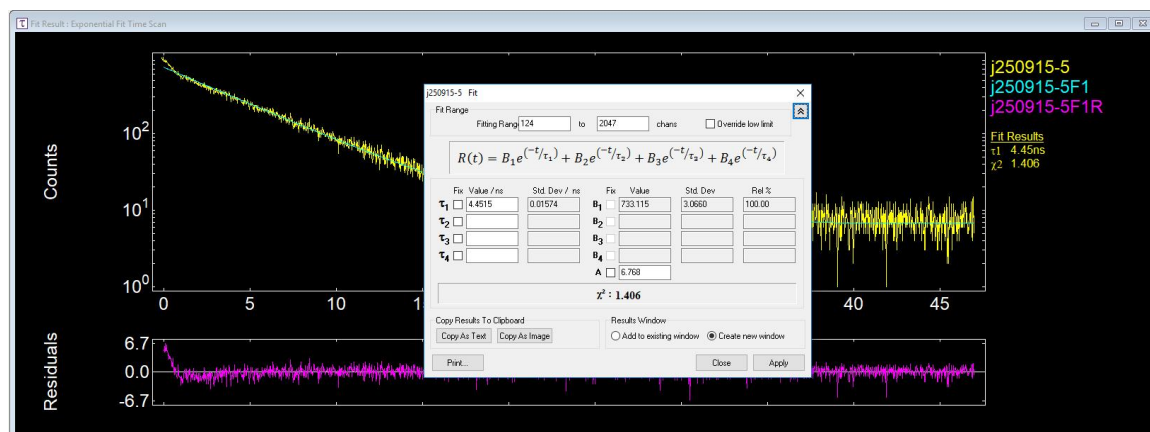 Fit Result : Exponential Fit Time Scan
j250915-5
j250915-5F1
j250915-5F1R
Fit Results
τ1 4.45ns
χ2 1.406
Counts
10²
10¹
10⁰
0 5 10 40 45
Residuals
6.7
0.0
-6.7
j250915-5 Fit
Fit Range
Fitting Rang 124 to 2047 chans Override low limit
R(t) = B₁e^(-t/τ₁) + B₂e^(-t/τ₂) + B₃e^(-t/τ₃) + B₄e^(-t/τ₄)
Fix Value / ns Std. Dev / ns Fix Value Std. Dev Rel %
τ₁ 4.4515 0.01574 B₁ 733.115 3.0660 100.00
τ₂ B₂
τ₃ B₃
τ₄ B₄
A 6.768
χ² : 1.406
Copy Results To Clipboard
Copy As Text Copy As Image
Results Window
Add to existing window Create new window
Print... Close Apply